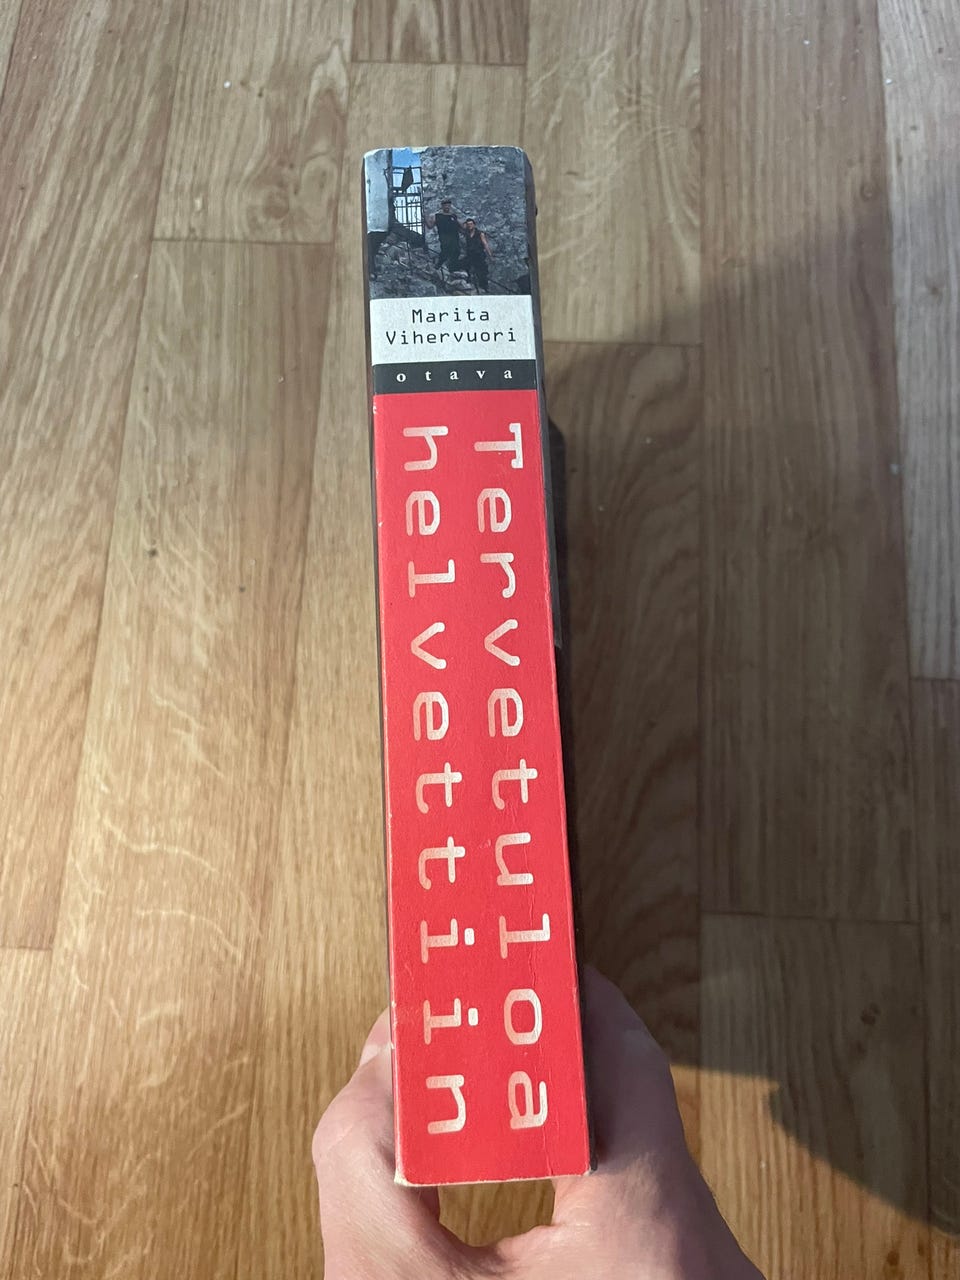 Marita
Vihervuori
otava
Tervetuloa
helvettiin